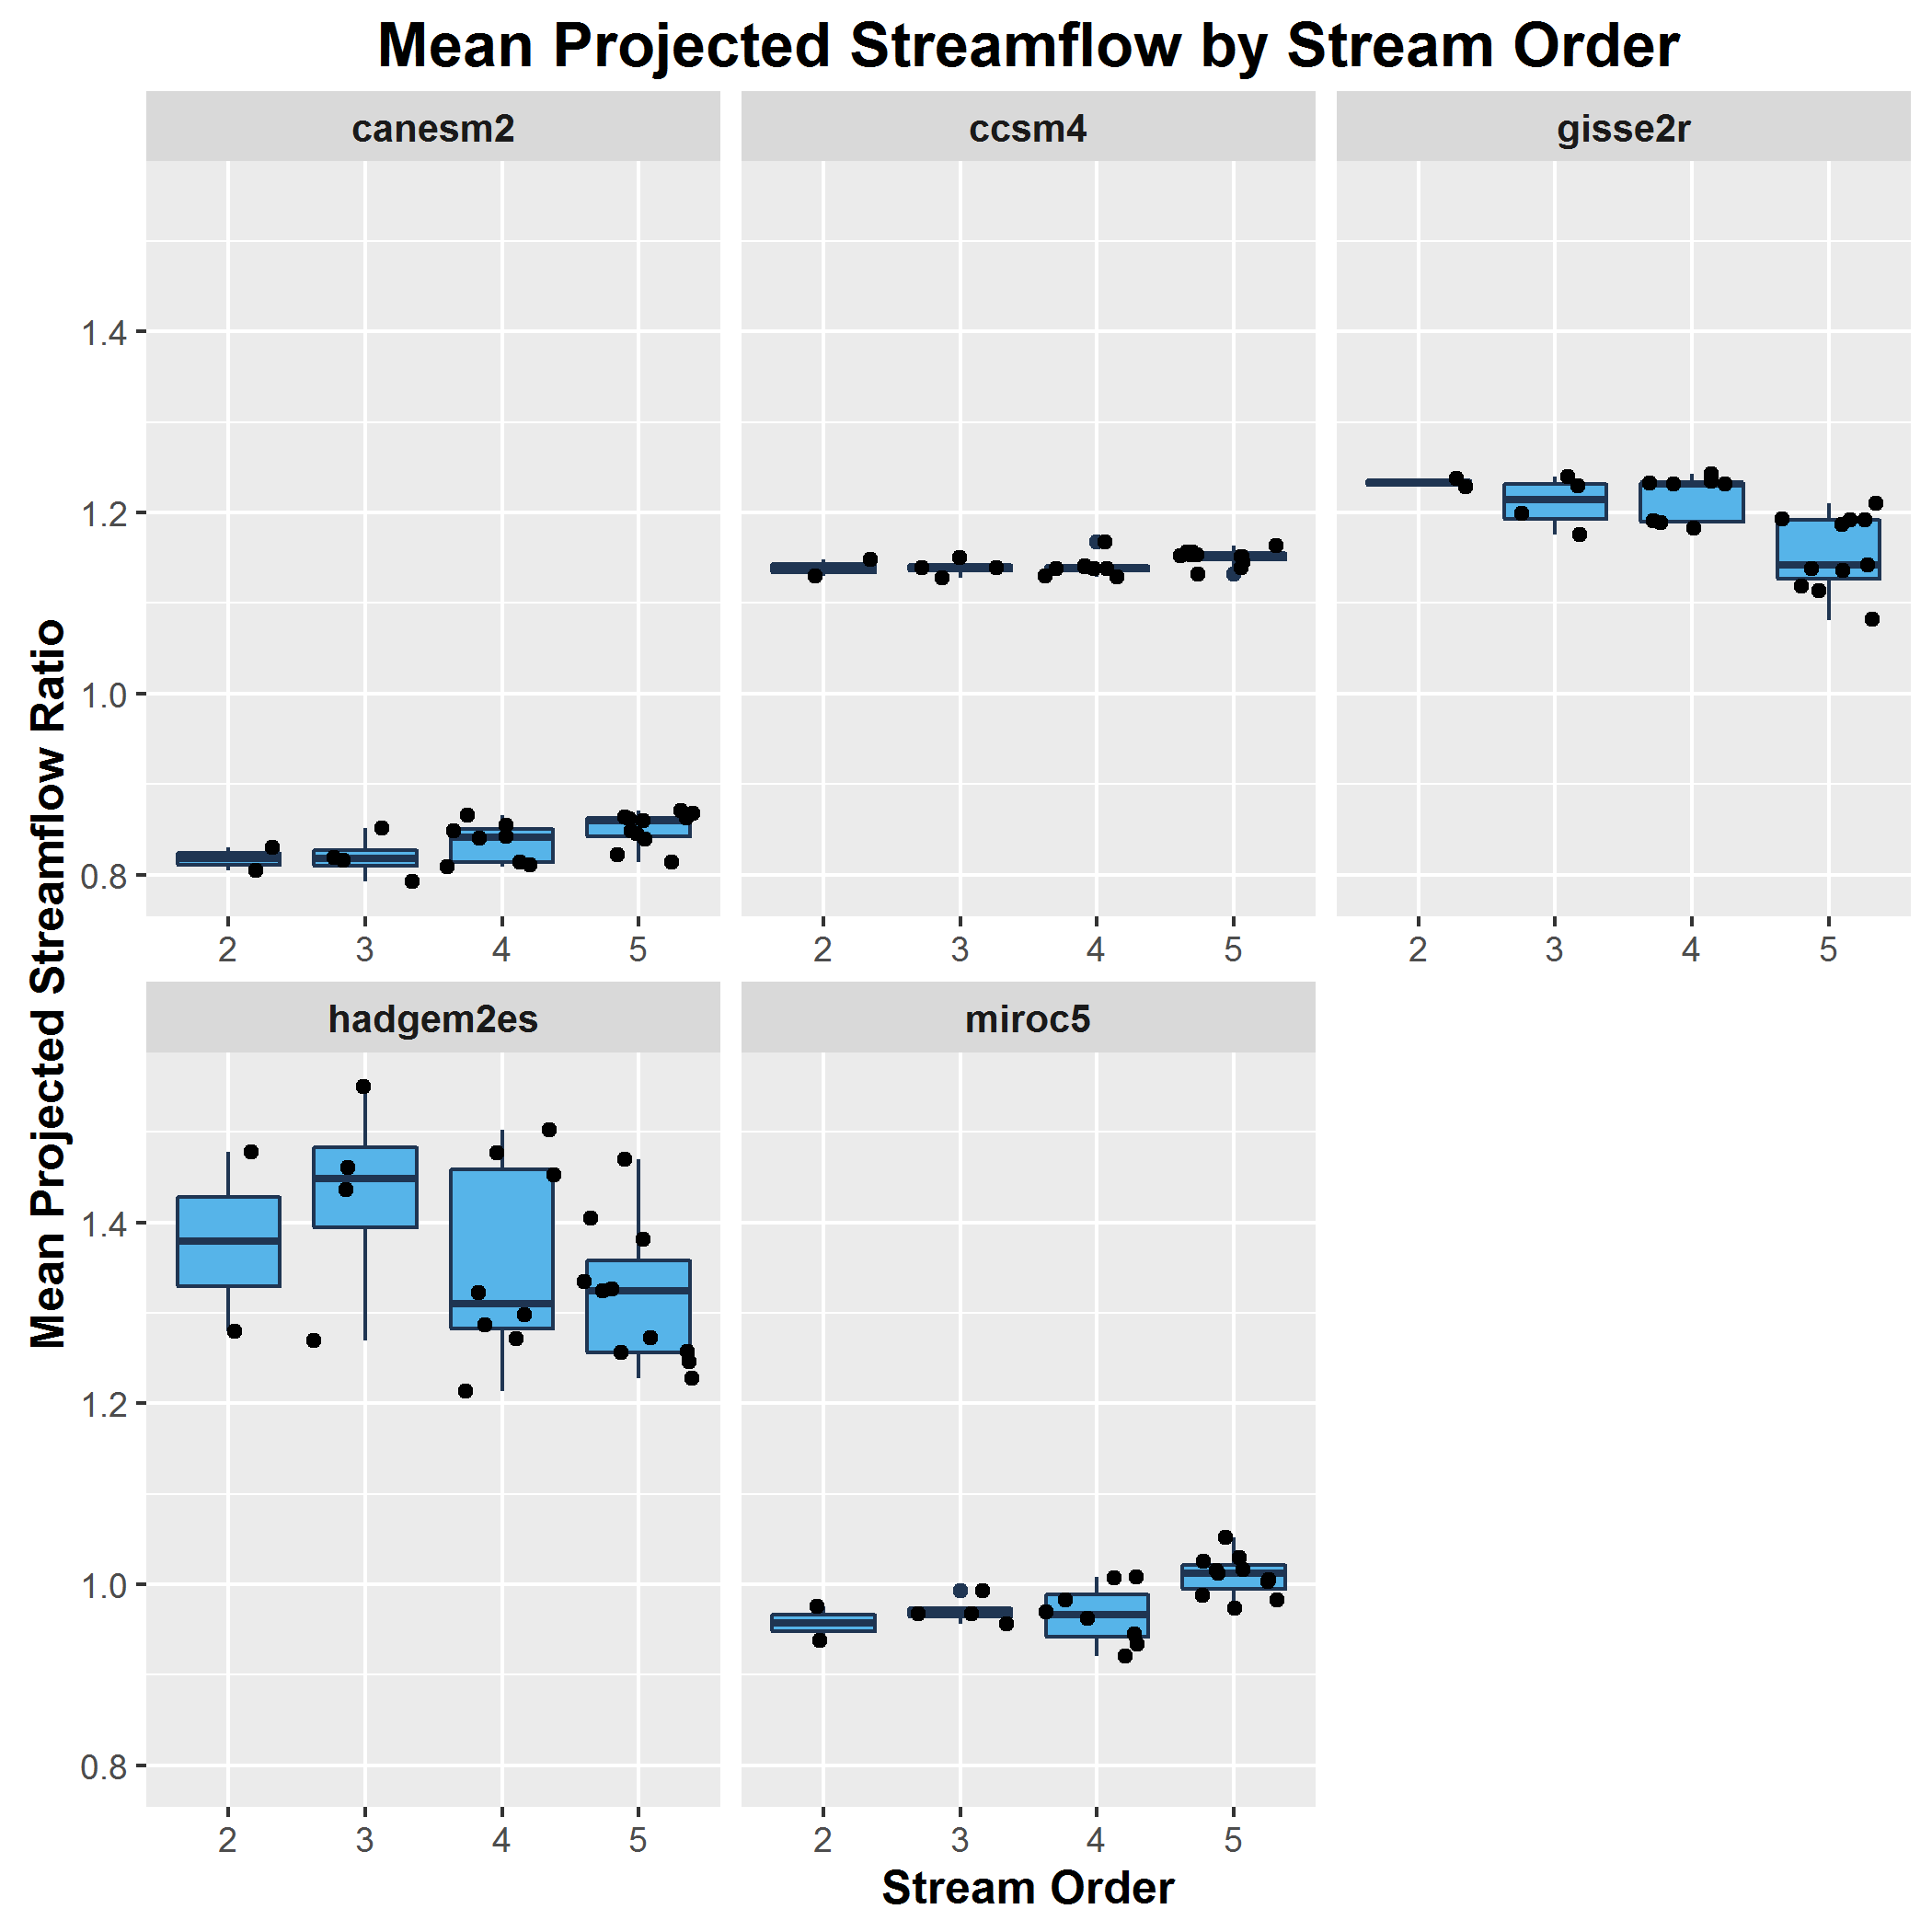 Mean Projected Streamflow by Stream Order
canesm2
ccsm4
gisse2r
1.4
1.2
1.0
0.8
2 3 4 5
2 3 4 5
2 3 4 5
Mean Projected Streamflow Ratio
hadgem2es
miroc5
1.4
1.2
1.0
0.8
2 3 4 5
2 3 4 5
Stream Order